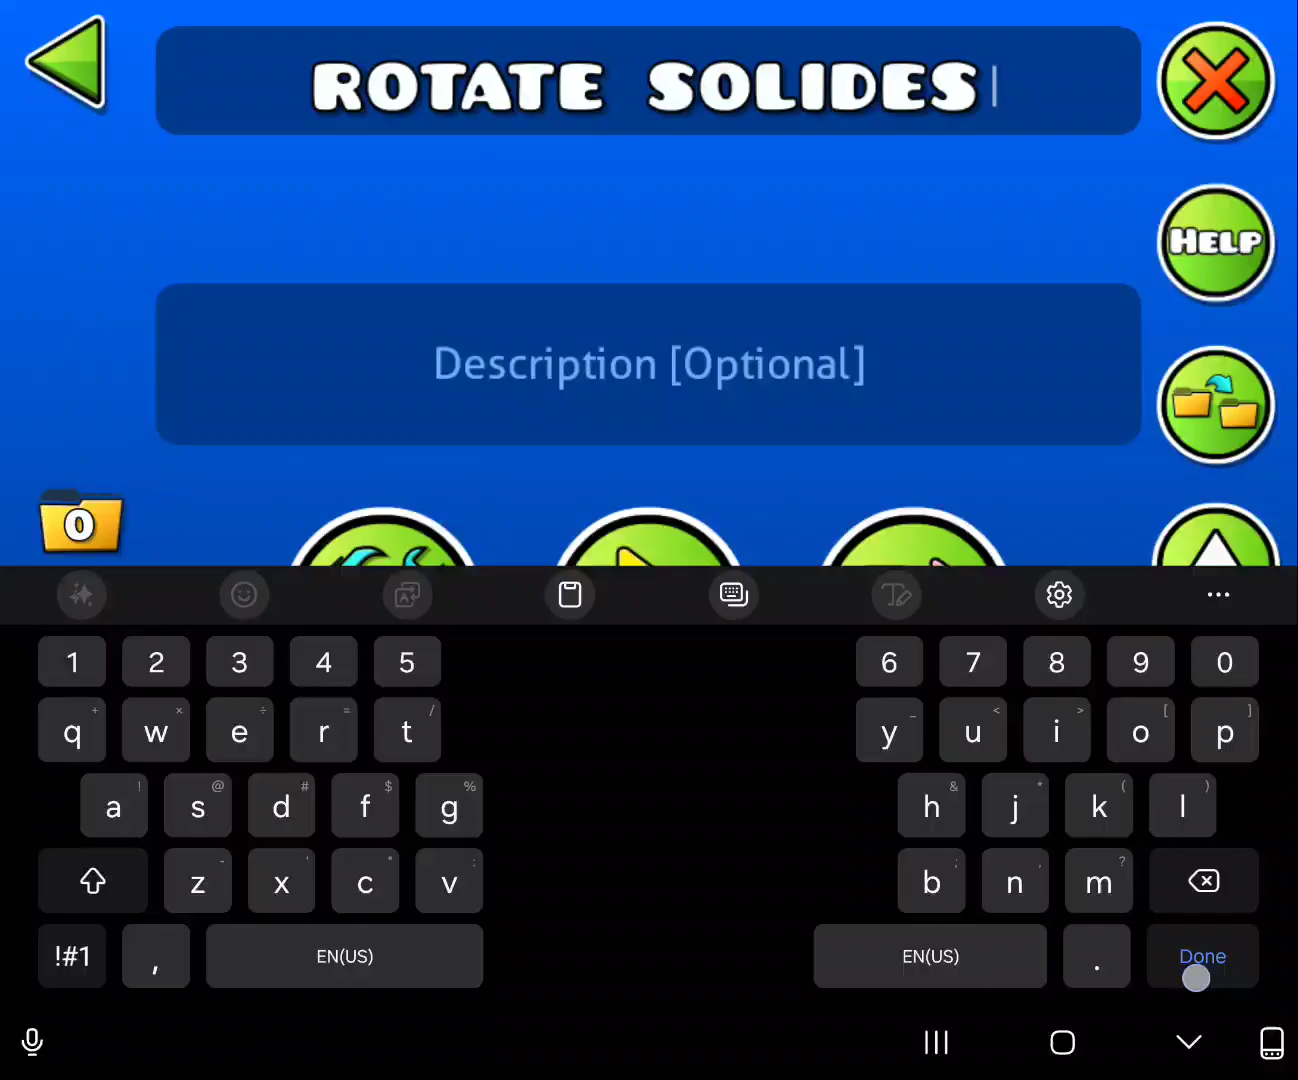 ROTATE SOLIDES
HELP
Description [Optional]
0
1 2 3 4 5 6 7 8 9 0
q + w × e ÷ r = t / y _ u < i > o [ p ]
a ! s @ d # f $ g % h & j * k ( l )
z - x ' c " v : b ; n , m ?
!#1 , EN(US) EN(US) . Done